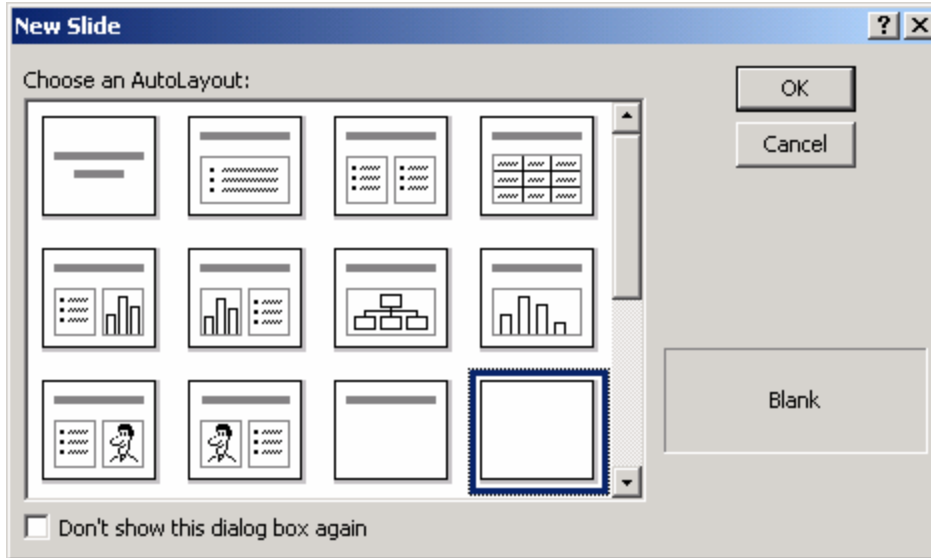 New Slide
Choose an AutoLayout:
OK
Cancel
Blank
Don't show this dialog box again